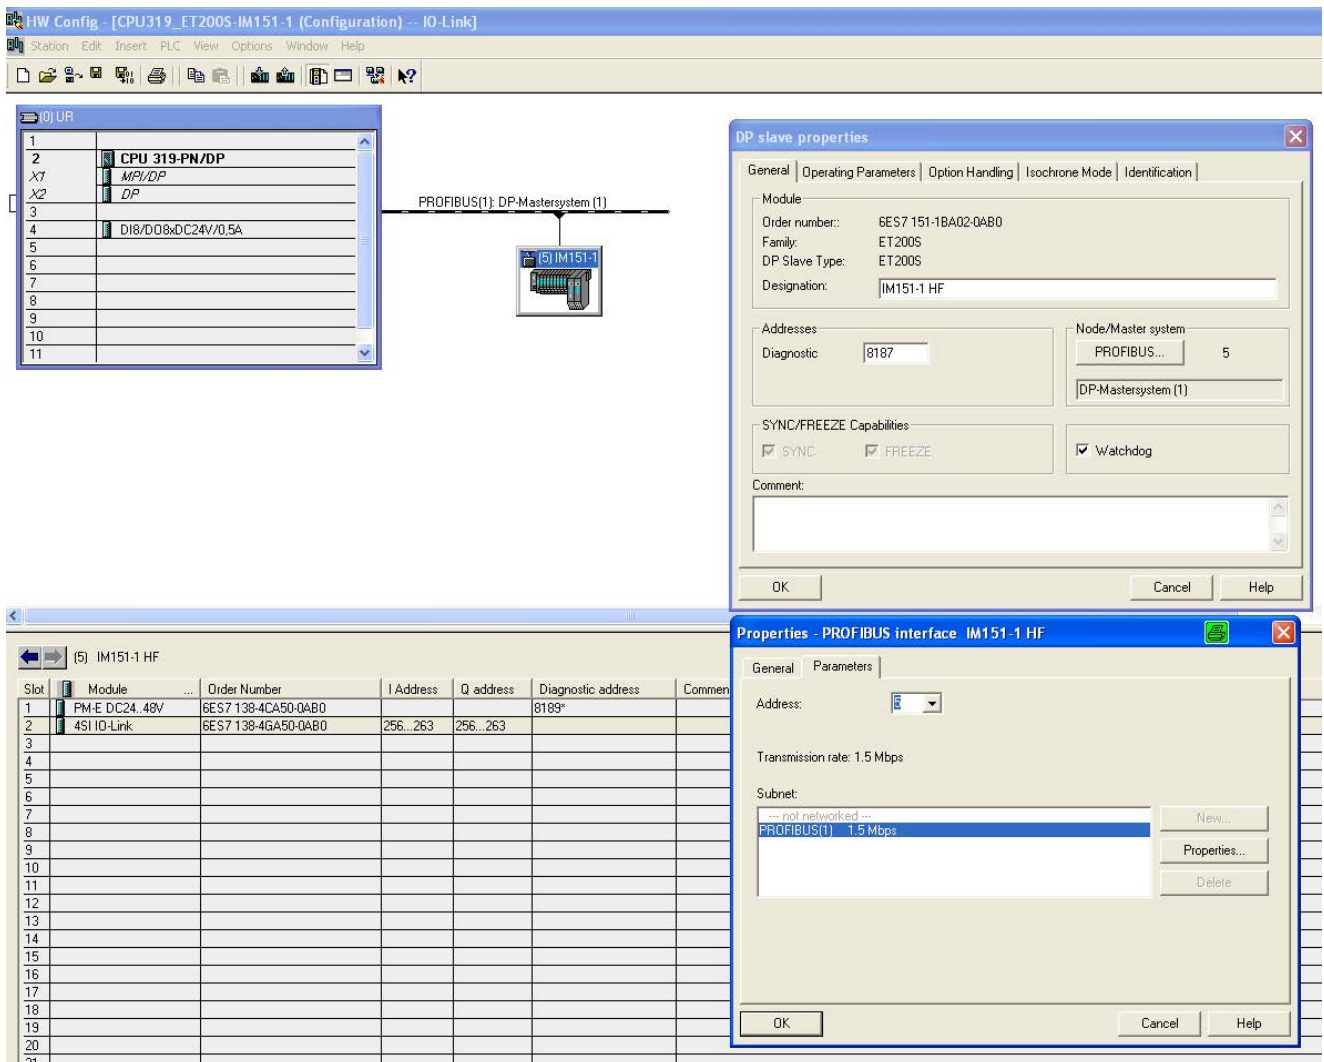 HW Config - [CPU319_ET200S-IM151-1 (Configuration) -- IO-Link]
Station Edit Insert PLC View Options Window Help
(0) UR
1
2 CPU 319-PN/DP
X1 MPI/DP
X2 DP
3
4 DI8/DO8xDC24V/0,5A
5
6
7
8
9
10
11
PROFIBUS(1): DP-Mastersystem (1)
(5) IM151-1
DP slave properties
General Operating Parameters Option Handling Isochrone Mode Identification
Module
Order number:: 6ES7 151-1BA02-0AB0
Family: ET200S
DP Slave Type: ET200S
Designation: IM151-1 HF
Addresses
Diagnostic 8187
Node/Master system
PROFIBUS... 5
DP-Mastersystem (1)
SYNC/FREEZE Capabilities
SYNC FREEZE
Watchdog
Comment:
OK Cancel Help
(5) IM151-1 HF
Slot Module ... Order Number I Address Q address Diagnostic address Commen
1 PM-E DC24..48V 6ES7 138-4CA50-0AB0 8189*
2 4SI IO-Link 6ES7 138-4GA50-0AB0 256...263 256...263
3
4
5
6
7
8
9
10
11
12
13
14
15
16
17
18
19
20
21
Properties - PROFIBUS interface IM151-1 HF
General Parameters
Address: 5
Transmission rate: 1.5 Mbps
Subnet:
--- not networked ---
PROFIBUS(1) 1.5 Mbps
New...
Properties...
Delete
OK Cancel Help